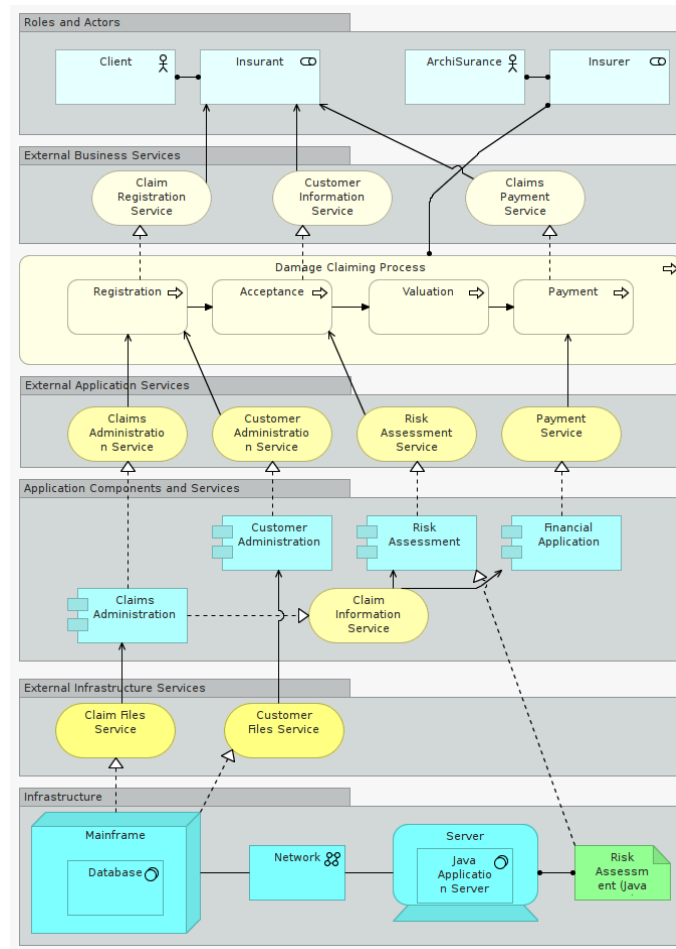 Roles and Actors
Client
Insurant
ArchiSurance
Insurer
External Business Services
Claim
Registration
Service
Customer
Information
Service
Claims
Payment
Service
Damage Claiming Process
Registration
Acceptance
Valuation
Payment
External Application Services
Claims
Administratio
n Service
Customer
Administratio
n Service
Risk
Assessment
Service
Payment
Service
Application Components and Services
Customer
Administration
Risk
Assessment
Financial
Application
Claims
Administration
Claim
Information
Service
External Infrastructure Services
Claim Files
Service
Customer
Files Service
Infrastructure
Mainframe
Database
Network
Server
Java
Applicatio
n Server
Risk
Assessm
ent (Java